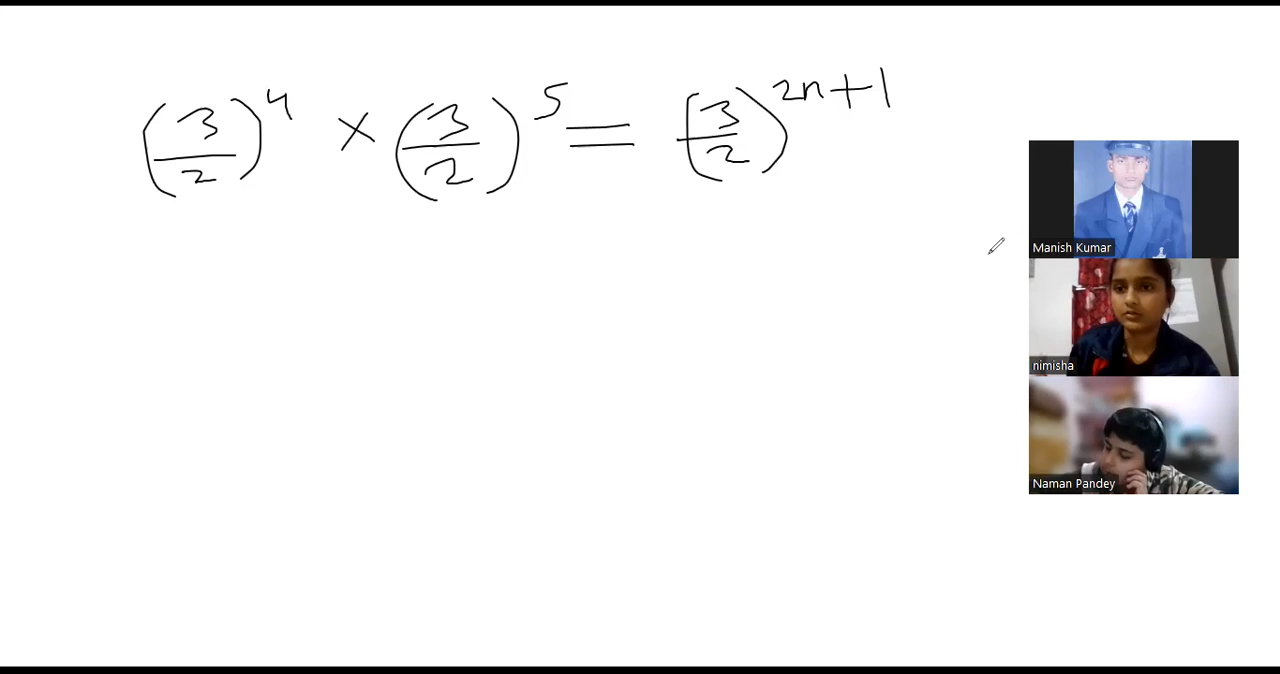 (3/2)^4 × (3/2)^5 = (3/2)^2n+1
Manish Kumar
nimisha
Naman Pandey